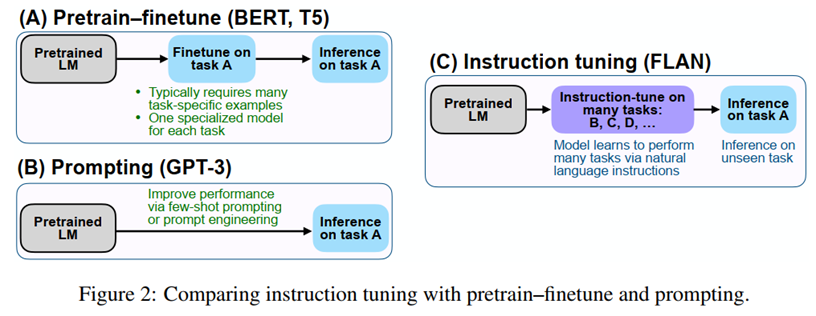 (A) Pretrain–finetune (BERT, T5)
Pretrained
LM
Finetune on
task A
Inference
on task A
• Typically requires many
task-specific examples
• One specialized model
for each task
(B) Prompting (GPT-3)
Pretrained
LM
Improve performance
via few-shot prompting
or prompt engineering
Inference
on task A
(C) Instruction tuning (FLAN)
Pretrained
LM
Instruction-tune on
many tasks:
B, C, D, …
Inference
on task A
Model learns to perform
many tasks via natural
language instructions
Inference on
unseen task
Figure 2: Comparing instruction tuning with pretrain–finetune and prompting.